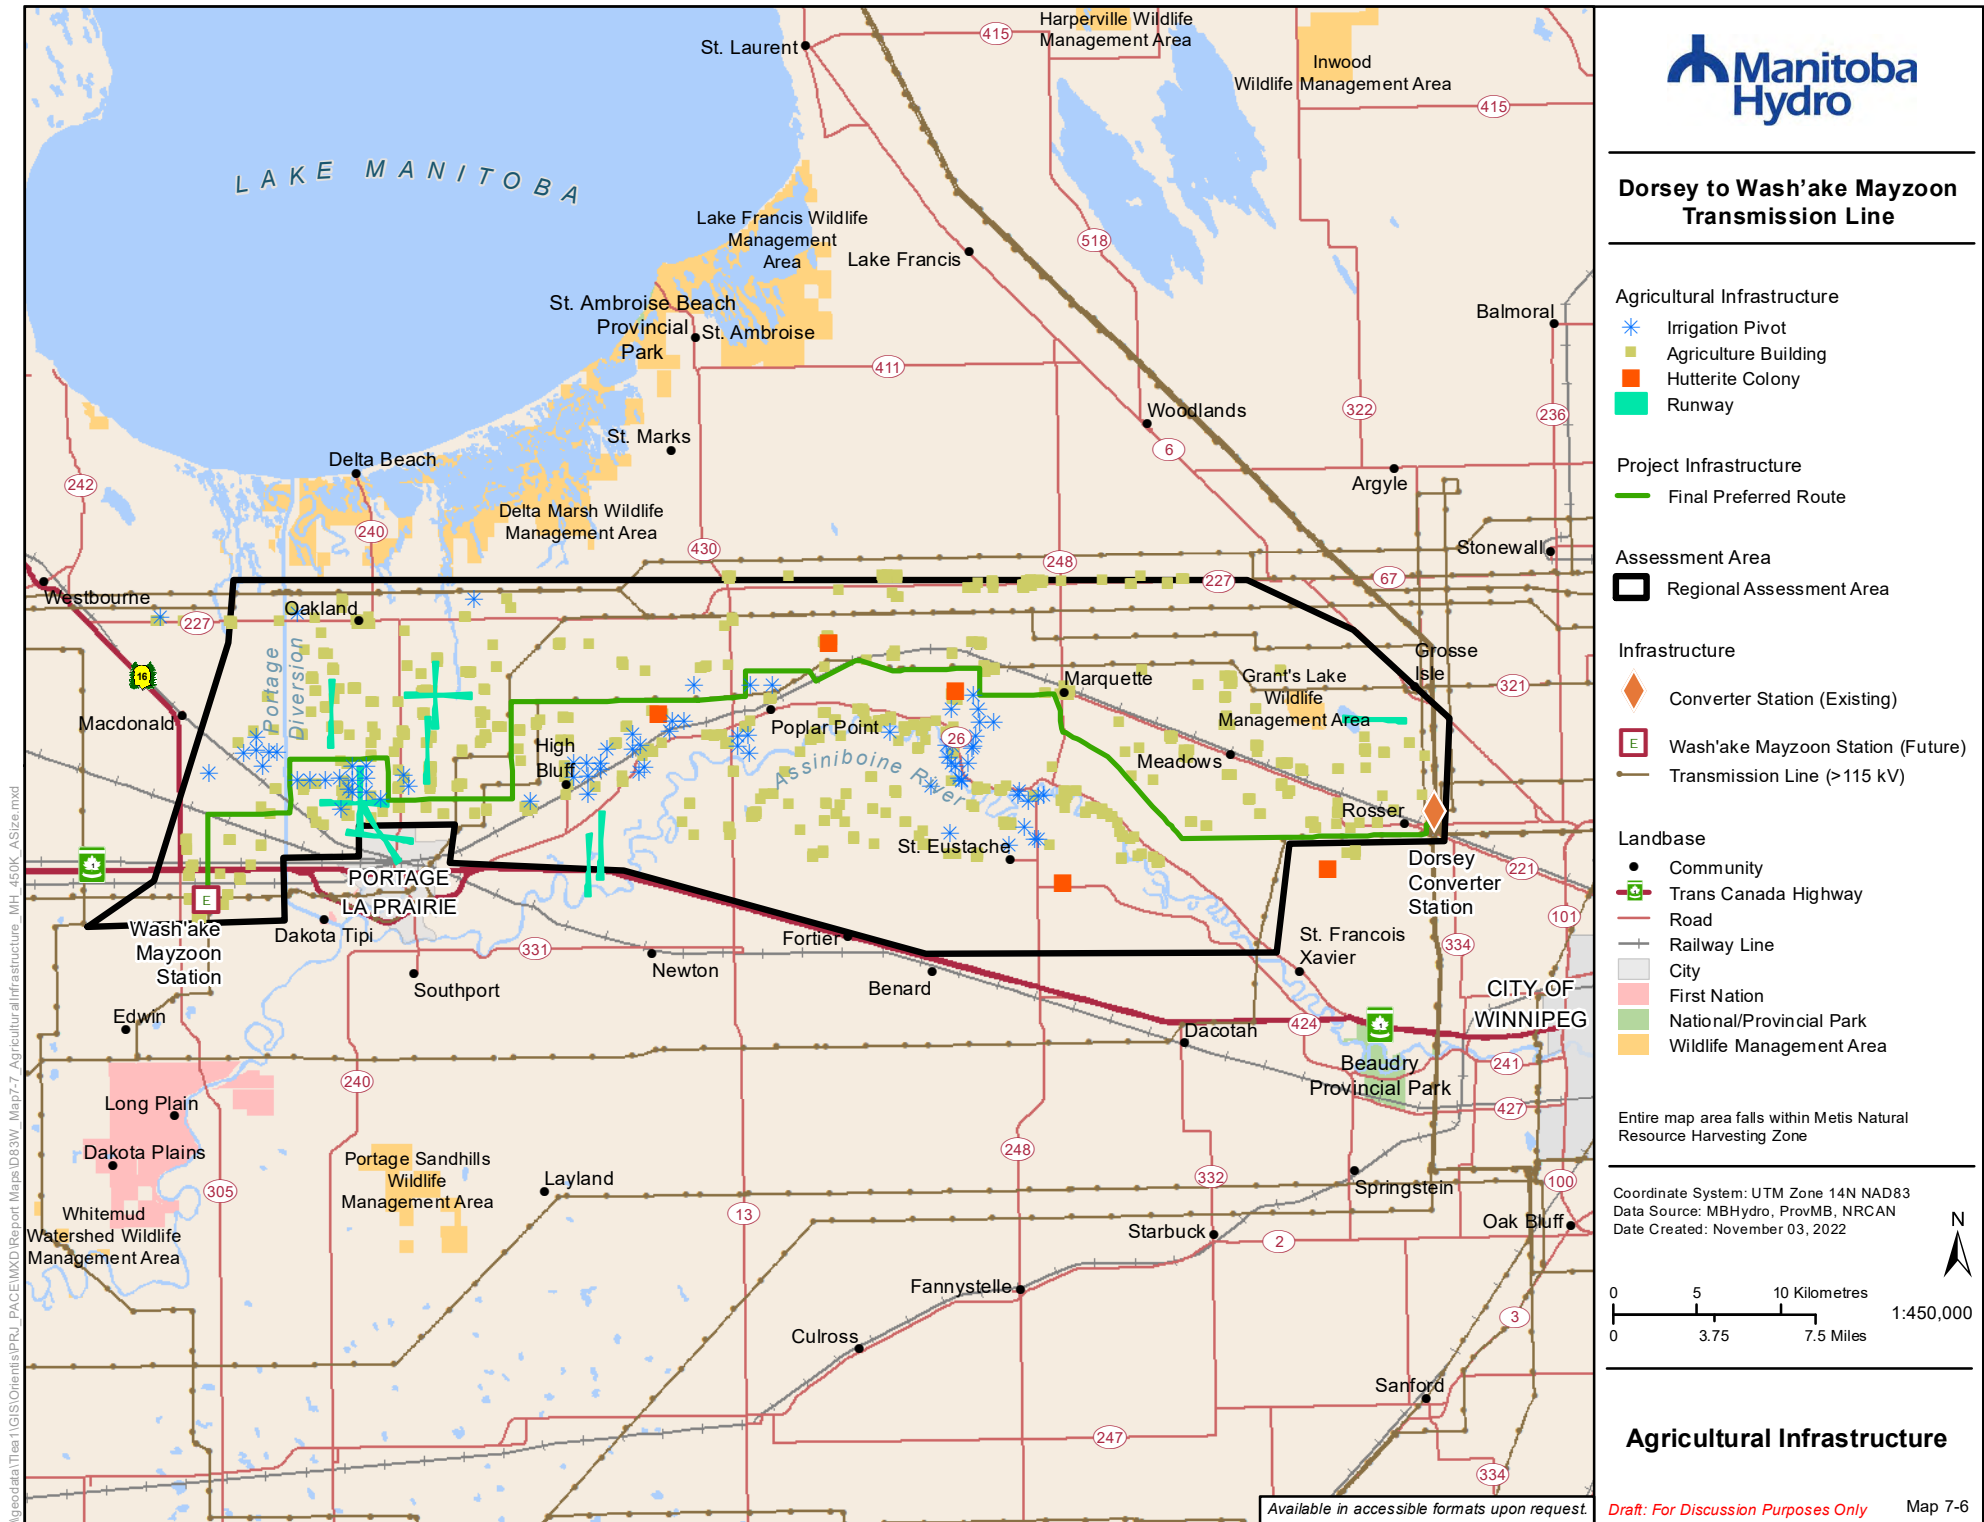 St. Laurent
415
Harperville Wildlife
Management Area
Inwood
Wildlife Management Area
415
LAKE MANITOBA
Lake Francis Wildlife
Management
Area
Lake Francis
518
St. Ambroise Beach
Provincial
Park
St. Ambroise
411
Balmoral
Woodlands
322
236
6
St. Marks
Delta Beach
242
Argyle
Delta Marsh Wildlife
Management Area
240
430
248
Stonewall
67
227
Westbourne
Oakland
227
Portage
Diversion
16
Grosse
Isle
Marquette
Grant's Lake
Wildlife
Management Area
321
Macdonald
Poplar Point
26
High
Bluff
Assiniboine River
Meadows
Rosser
St. Eustache
1
PORTAGE
LA PRAIRIE
Dorsey
Converter
Station
221
E
Wash'ake
Mayzoon
Station
Dakota Tipi
331
Fortier
101
St. Francois
Xavier
334
Newton
Southport
Benard
CITY OF
WINNIPEG
Edwin
Dacotah
424
1
Beaudry
Provincial Park
241
240
427
Long Plain
Dakota Plains
248
Portage Sandhills
Wildlife
Management Area
Layland
332
Springstein
100
305
Whitemud
Watershed Wildlife
Management Area
13
Starbuck
2
Oak Bluff
Fannystelle
3
Culross
Sanford
247
334
Available in accessible formats upon request.
Manitoba
Hydro
Dorsey to Wash'ake Mayzoon
Transmission Line
Agricultural Infrastructure
Irrigation Pivot
Agriculture Building
Hutterite Colony
Runway
Project Infrastructure
Final Preferred Route
Assessment Area
Regional Assessment Area
Infrastructure
Converter Station (Existing)
E
Wash'ake Mayzoon Station (Future)
Transmission Line (>115 kV)
Landbase
Community
Trans Canada Highway
Road
Railway Line
City
First Nation
National/Provincial Park
Wildlife Management Area
Entire map area falls within Metis Natural
Resource Harvesting Zone
Coordinate System: UTM Zone 14N NAD83
Data Source: MBHydro, ProvMB, NRCAN
Date Created: November 03, 2022
N
0 5 10 Kilometres
1:450,000
0 3.75 7.5 Miles
Agricultural Infrastructure
Draft: For Discussion Purposes Only
Map 7-6